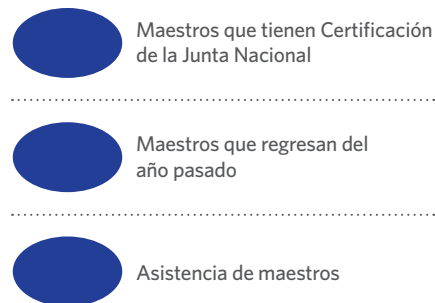 Maestros que tienen Certificación
de la Junta Nacional
Maestros que regresan del
año pasado
Asistencia de maestros